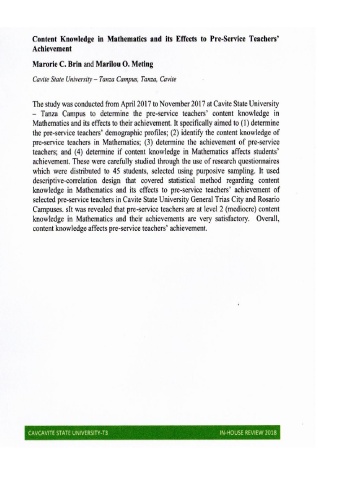 Content Knowledge in Mathematics and its Effects to Pre-Service Teachers'
Achievement
Marorie C. Brin and Marilou O. Meting
Cavite State University – Tanza Campus, Tanza, Cavite
The study was conducted from April 2017 to November 2017 at Cavite State University
– Tanza Campus to determine the pre-service teachers' content knowledge in
Mathematics and its effects to their achievement. It specifically aimed to (1) determine
the pre-service teachers' demographic profiles; (2) identify the content knowledge of
pre-service teachers in Mathematics; (3) determine the achievement of pre-service
teachers; and (4) determine if content knowledge in Mathematics affects students'
achievement. These were carefully studied through the use of research questionnaires
which were distributed to 45 students, selected using purposive sampling. It used
descriptive-correlation design that covered statistical method regarding content
knowledge in Mathematics and its effects to pre-service teachers' achievement of
selected pre-service teachers in Cavite State University General Trias City and Rosario
Campuses. sIt was revealed that pre-service teachers are at level 2 (mediocre) content
knowledge in Mathematics and their achievements are very satisfactory. Overall,
content knowledge affects pre-service teachers' achievement.
CAVCAVITE STATE UNIVERSITY-T3 IN-HOUSE REVIEW 2018